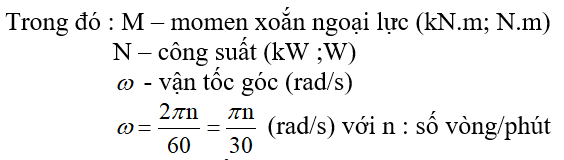 Trong đó : M – momen xoắn ngoại lực (kN.m; N.m)
N – công suất (kW ;W)
ω - vận tốc góc (rad/s)
ω = 2πn/60 = πn/30 (rad/s) với n : số vòng/phút